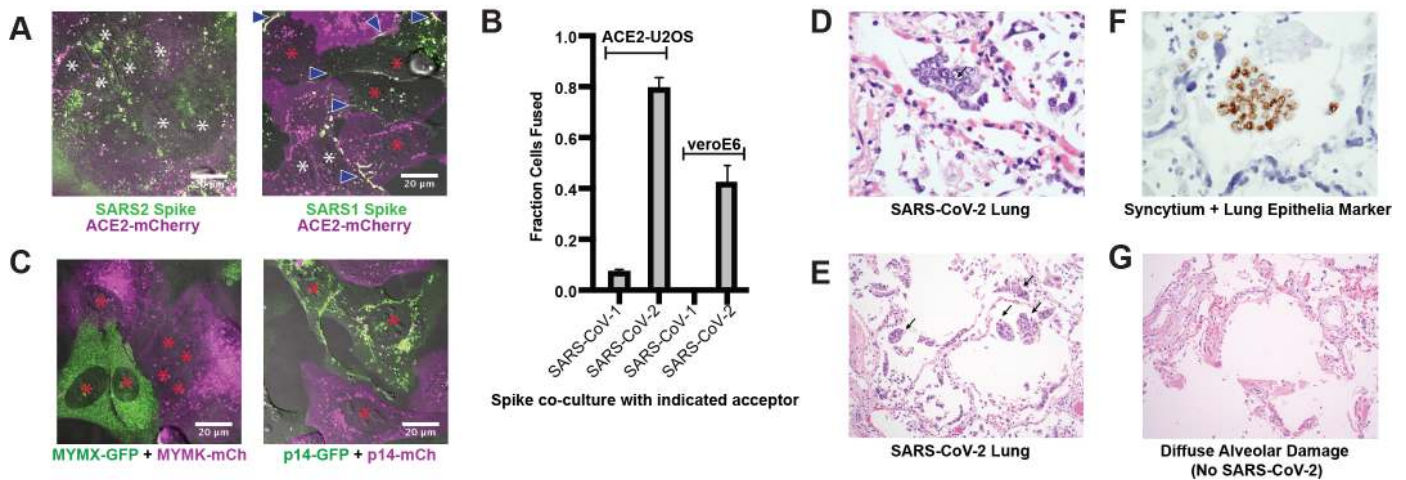 A
20 µm
SARS2 Spike
ACE2-mCherry
20 µm
SARS1 Spike
ACE2-mCherry
B
Fraction Cells Fused
1.0
0.8
0.6
0.4
0.2
0.0
ACE2-U2OS
veroE6
SARS-CoV-1
SARS-CoV-2
SARS-CoV-1
SARS-CoV-2
Spike co-culture with indicated acceptor
C
20 µm
MYMX-GFP + MYMK-mCh
20 µm
p14-GFP + p14-mCh
D
SARS-CoV-2 Lung
E
SARS-CoV-2 Lung
F
Syncytium + Lung Epithelia Marker
G
Diffuse Alveolar Damage
(No SARS-CoV-2)